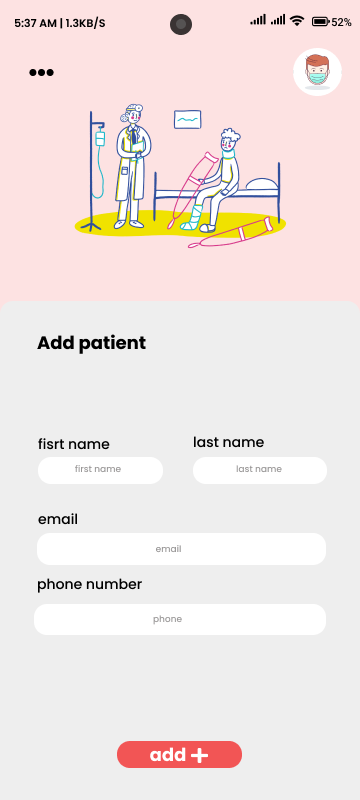 5:37 AM | 1.3KB/S 52%
Add patient
fisrt name last name
first name last name
email
email
phone number
phone
add +